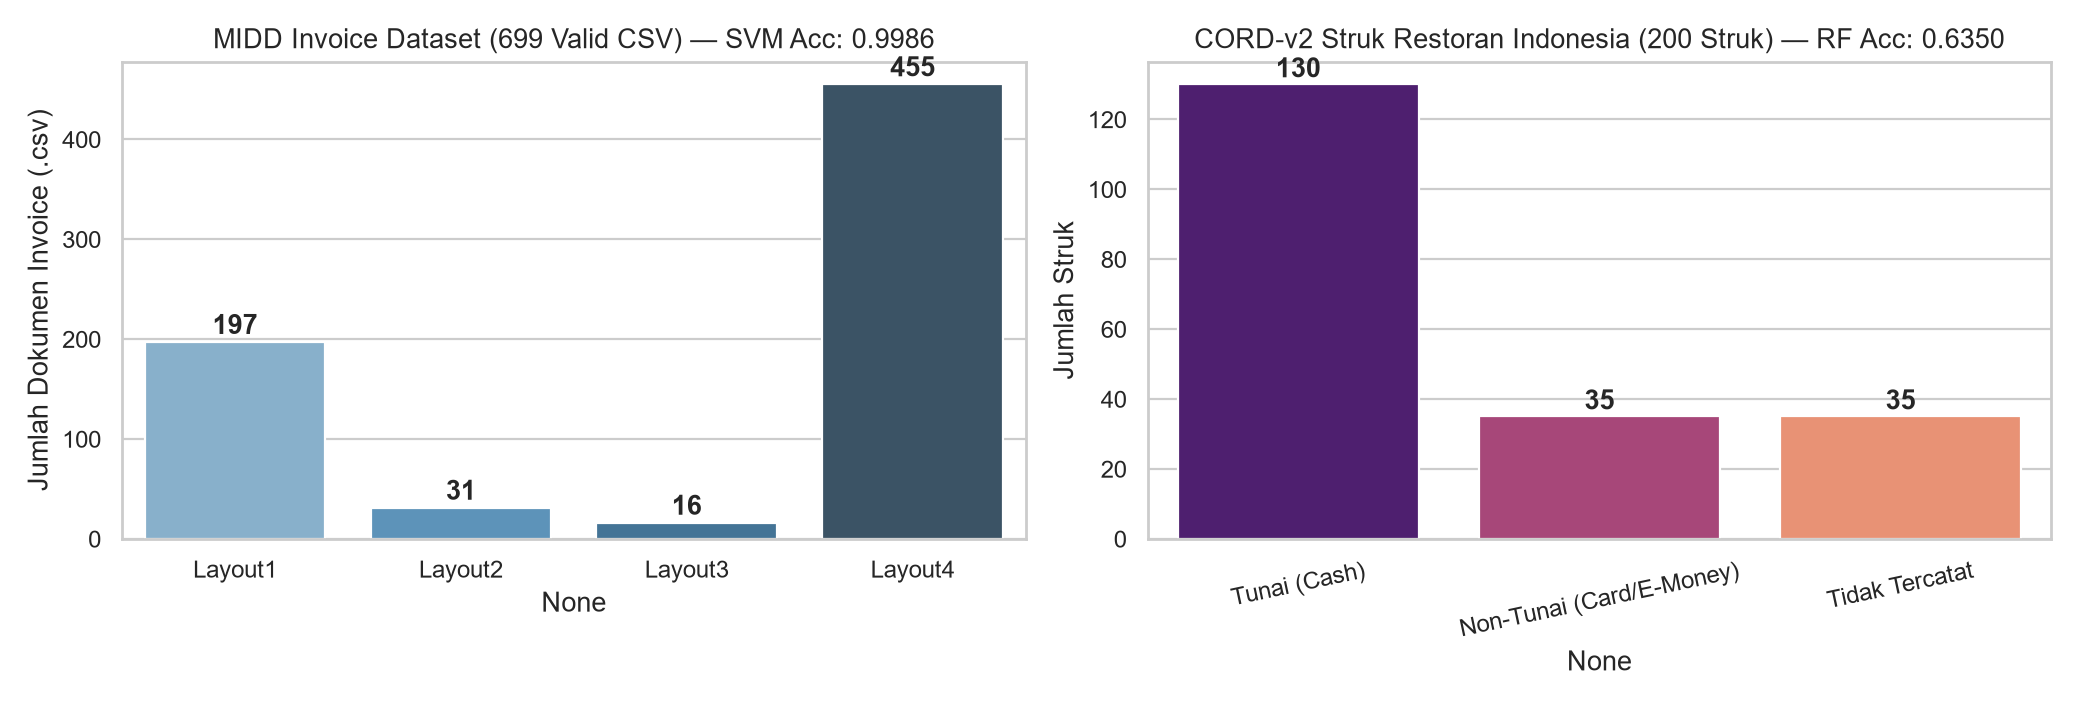 MIDD Invoice Dataset (699 Valid CSV) — SVM Acc: 0.9986
Jumlah Dokumen Invoice (.csv)
400
300
200
100
0
197
31
16
455
Layout1
Layout2
Layout3
Layout4
None
CORD-v2 Struk Restoran Indonesia (200 Struk) — RF Acc: 0.6350
Jumlah Struk
120
100
80
60
40
20
0
130
35
35
Tunai (Cash)
Non-Tunai (Card/E-Money)
Tidak Tercatat
None